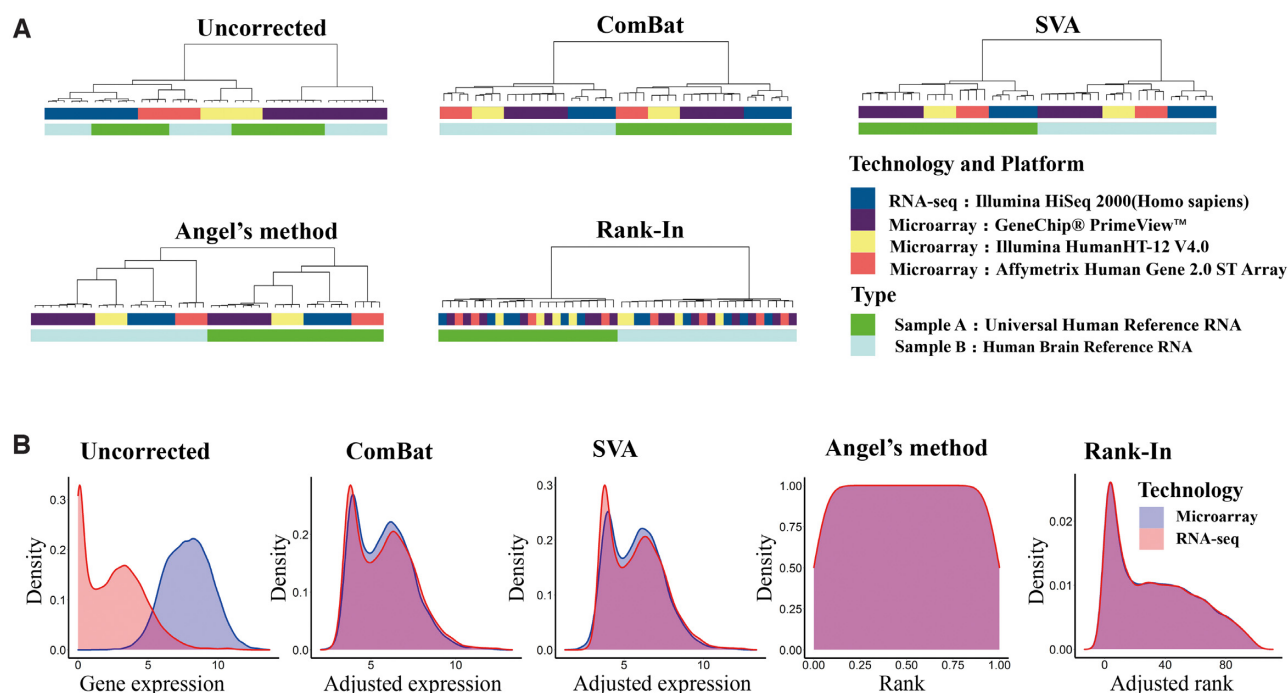 A
Uncorrected
ComBat
SVA
Technology and Platform
RNA-seq : Illumina HiSeq 2000(Homo sapiens)
Microarray : GeneChip® PrimeView™
Microarray : Illumina HumanHT-12 V4.0
Microarray : Affymetrix Human Gene 2.0 ST Array
Type
Sample A : Universal Human Reference RNA
Sample B : Human Brain Reference RNA
Angel's method
Rank-In
B
Uncorrected
Density
0.3
0.2
0.1
0.0
0
5
10
Gene expression
ComBat
Density
0.2
0.1
0.0
5
10
Adjusted expression
SVA
Density
0.3
0.2
0.1
0.0
5
10
Adjusted expression
Angel's method
Density
1.00
0.75
0.50
0.25
0.00
0.00
0.25
0.50
0.75
1.00
Rank
Rank-In
Technology
Microarray
RNA-seq
Density
0.02
0.01
0.00
0
40
80
Adjusted rank